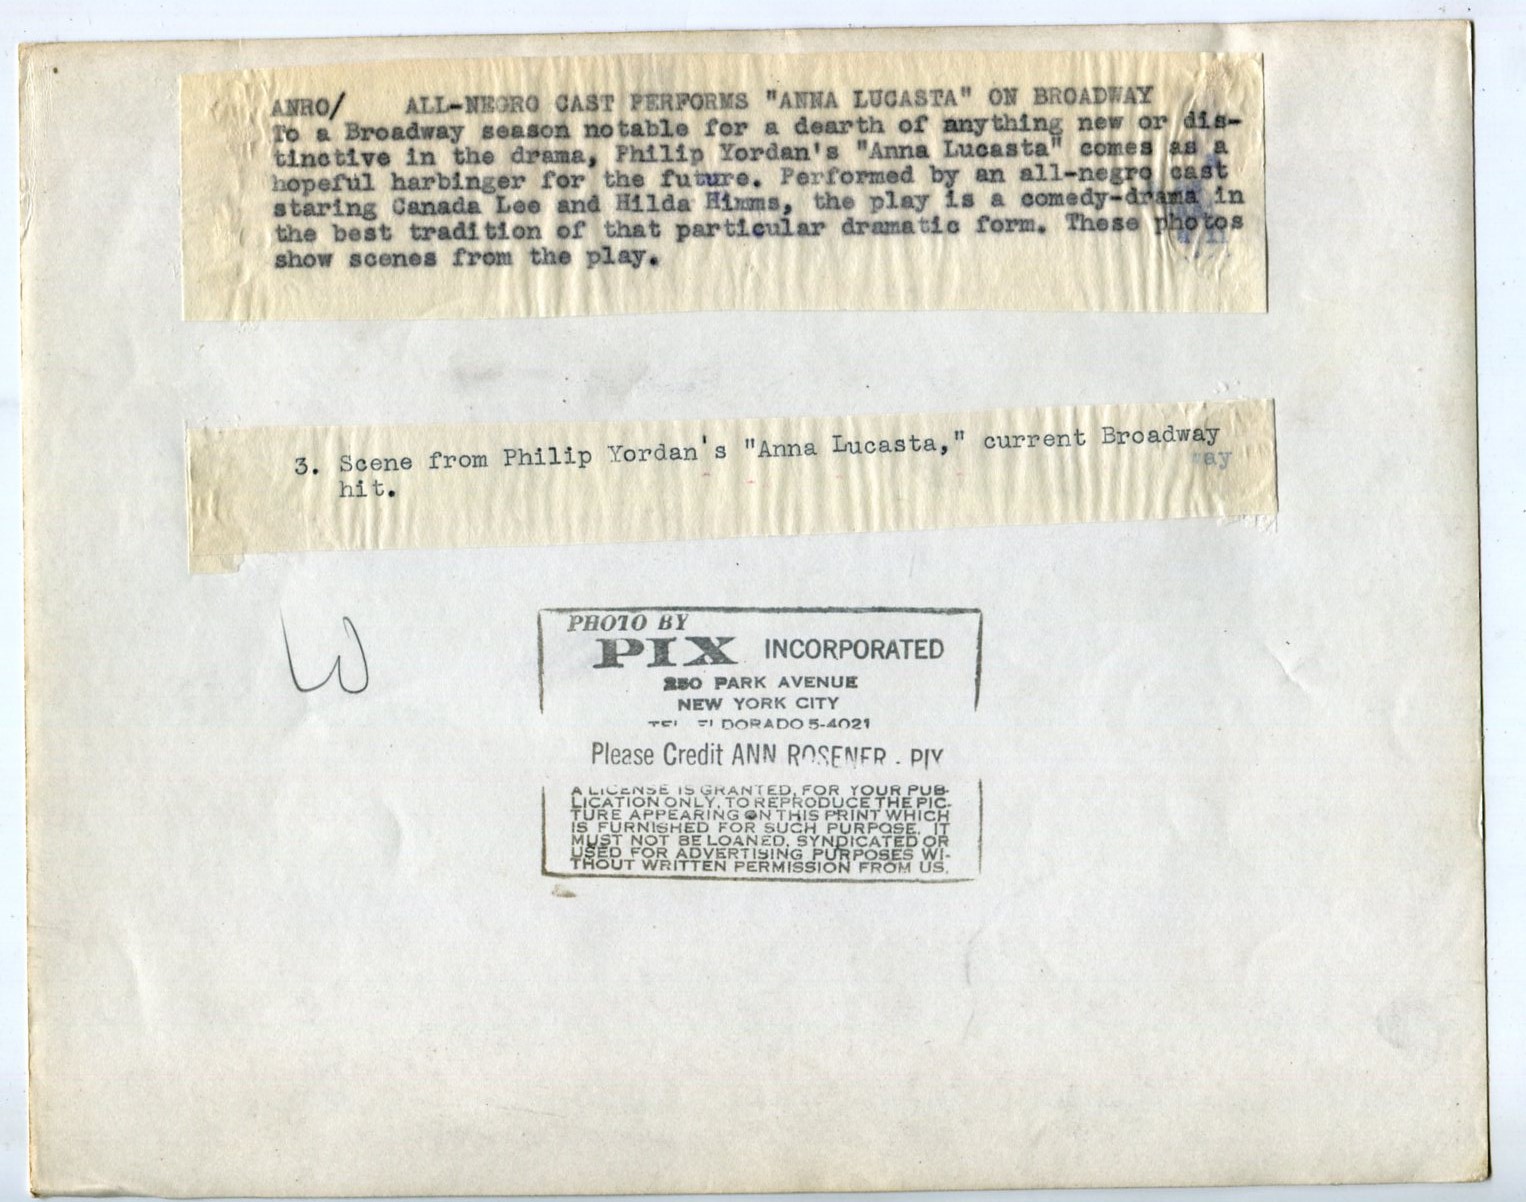 ANRO/ ALL-NEGRO CAST PERFORMS "ANNA LUCASTA" ON BROADWAY
To a Broadway season notable for a dearth of anything new or dis-
tinctive in the drama, Philip Yordan's "Anna Lucasta" comes as a
hopeful harbinger for the future. Performed by an all-negro cast
staring Canada Lee and Hilda Himms, the play is a comedy-drama in
the best tradition of that particular dramatic form. These photos
show scenes from the play.
3. Scene from Philip Yordan's "Anna Lucasta," current Broadway
ay
hit.
W
PHOTO BY
PIX INCORPORATED
250 PARK AVENUE
NEW YORK CITY
TEL ELDORADO 5-4021
Please Credit ANN ROSENER - PIX
A LICENSE IS GRANTED, FOR YOUR PUB-
LICATION ONLY, TO REPRODUCE THE PIC-
TURE APPEARING ON THIS PRINT WHICH
IS FURNISHED FOR SUCH PURPOSE. IT
MUST NOT BE LOANED, SYNDICATED OR
USED FOR ADVERTISING PURPOSES WI-
THOUT WRITTEN PERMISSION FROM US.